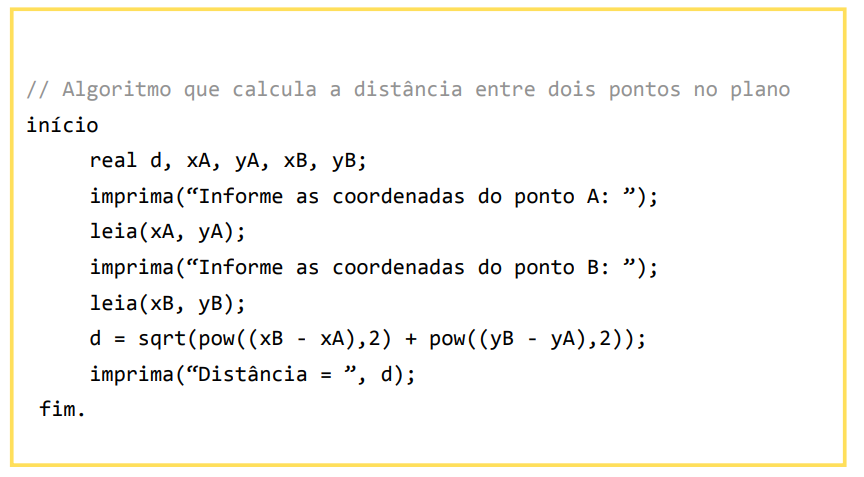 // Algoritmo que calcula a distância entre dois pontos no plano
início
real d, xA, yA, xB, yB;
imprima(“Informe as coordenadas do ponto A: ”);
leia(xA, yA);
imprima(“Informe as coordenadas do ponto B: ”);
leia(xB, yB);
d = sqrt(pow((xB - xA),2) + pow((yB - yA),2));
imprima(“Distância = ”, d);
fim.